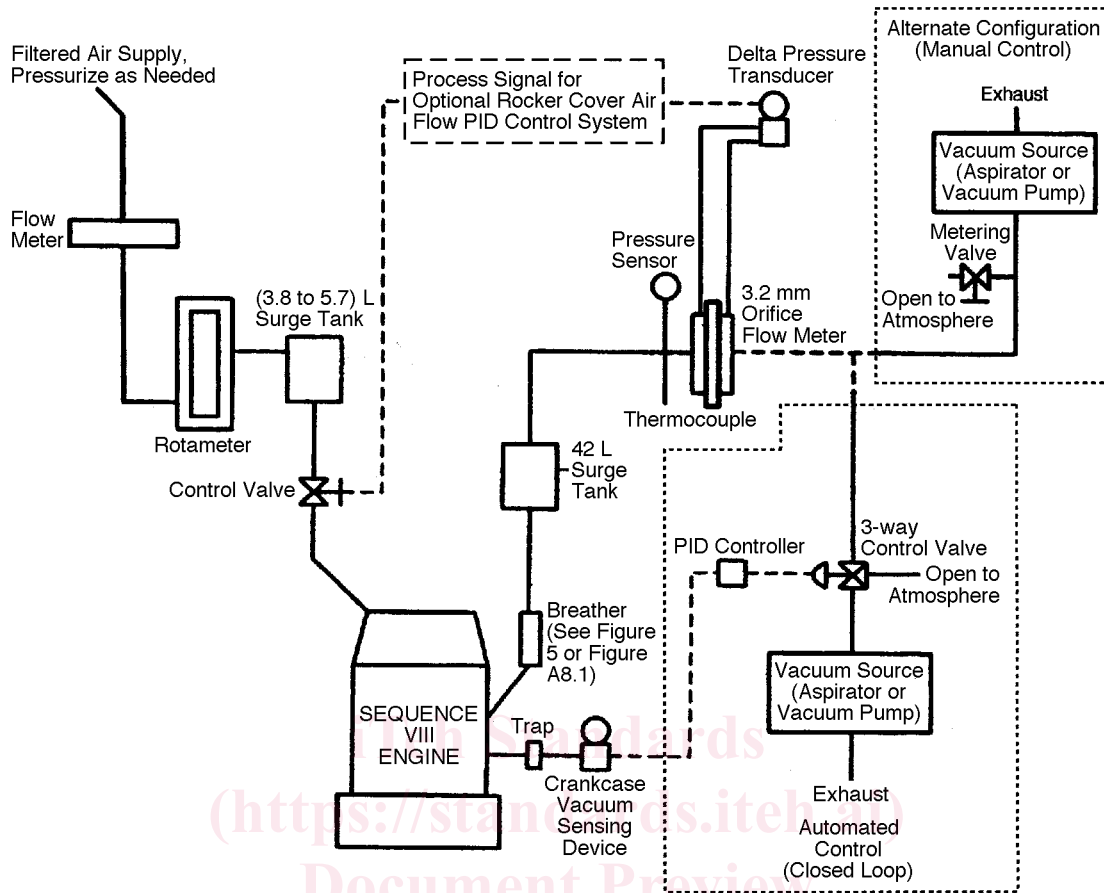 Filtered Air Supply,
Pressurize as Needed
Process Signal for
Optional Rocker Cover Air
Flow PID Control System
Delta Pressure
Transducer
Alternate Configuration
(Manual Control)
Exhaust
Vacuum Source
(Aspirator or
Vacuum Pump)
Metering
Valve
Open to
Atmosphere
Flow
Meter
(3.8 to 5.7) L
Surge Tank
Rotameter
Control Valve
Pressure
Sensor
3.2 mm
Orifice
Flow Meter
Thermocouple
42 L
Surge
Tank
PID Controller
3-way
Control Valve
Open to
Atmosphere
Breather
(See Figure
5 or Figure
A8.1)
Vacuum Source
(Aspirator or
Vacuum Pump)
SEQUENCE
VIII
ENGINE
Trap
Crankcase
Vacuum
Sensing
Device
Exhaust
Automated
Control
(Closed Loop)
iTeh Standards
(https://standards.iteh.ai)
Document Preview